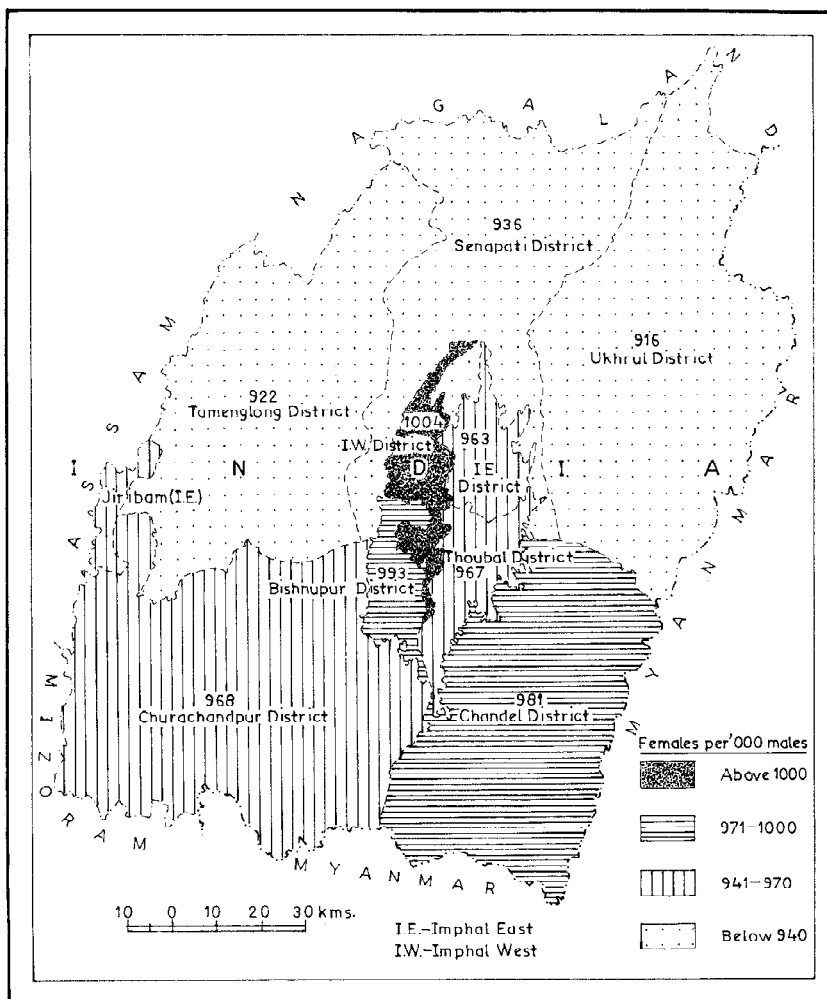 N A G A L A N D
936
Senapati District
916
Ukhrul District
922
Tamenglong District
A S S A M
1004
I.W. District
963
I.E.
District
I N D I A
Jiribam (I.E.)
Thoubal District
967
993
Bishnupur District
M Y A N M A R
968
Churachandpur District
981
Chandel District
M I Z O R A M
M Y A N M A R
Females per '000 males
Above 1000
971-1000
941-970
Below 940
10 0 10 20 30 kms.
I.E.-Imphal East
I.W.-Imphal West